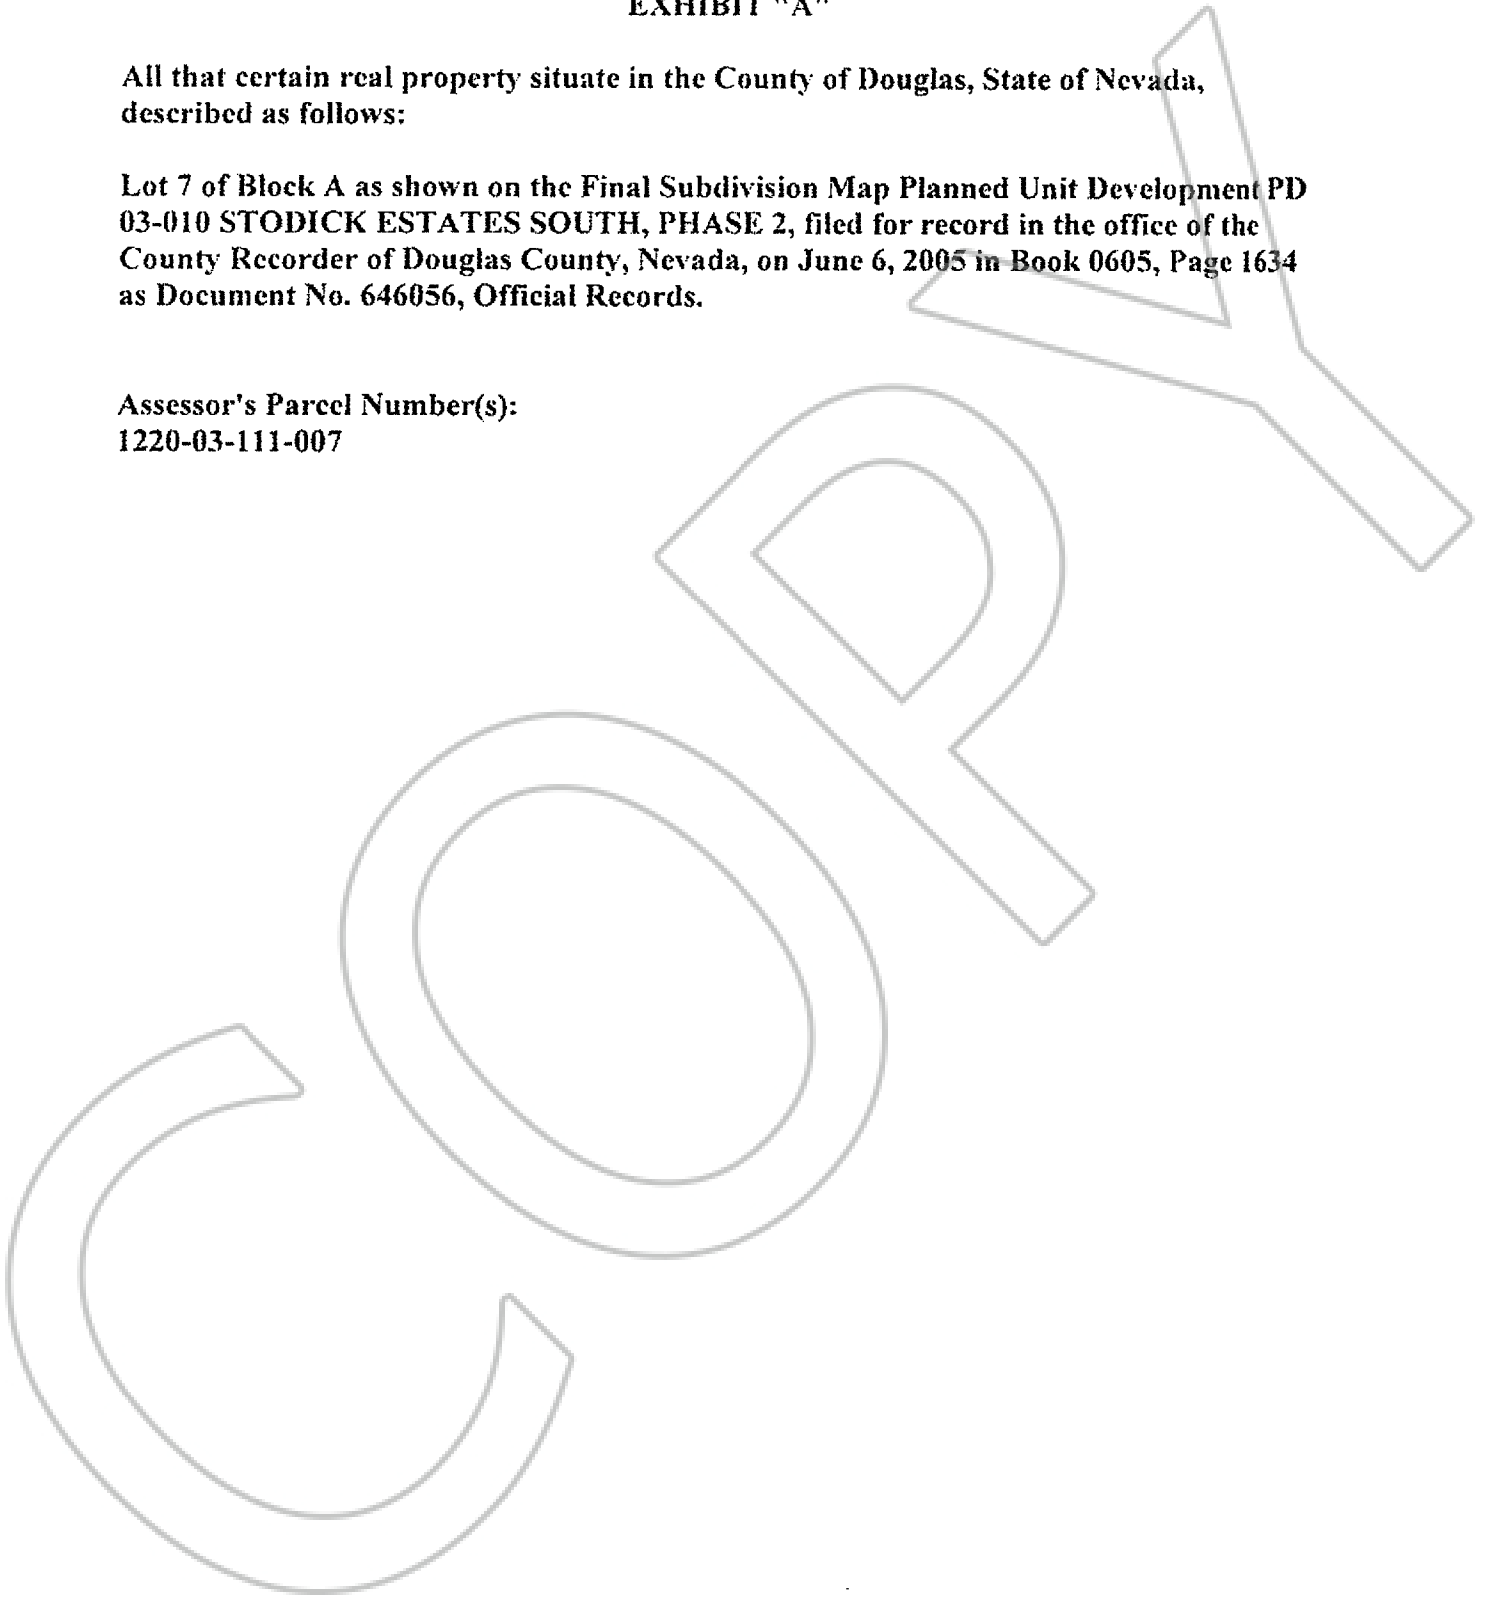 EXHIBIT "A"
All that certain real property situate in the County of Douglas, State of Nevada,
described as follows:
Lot 7 of Block A as shown on the Final Subdivision Map Planned Unit Development PD
03-010 STODICK ESTATES SOUTH, PHASE 2, filed for record in the office of the
County Recorder of Douglas County, Nevada, on June 6, 2005 in Book 0605, Page 1634
as Document No. 646056, Official Records.
Assessor's Parcel Number(s):
1220-03-111-007
COPY